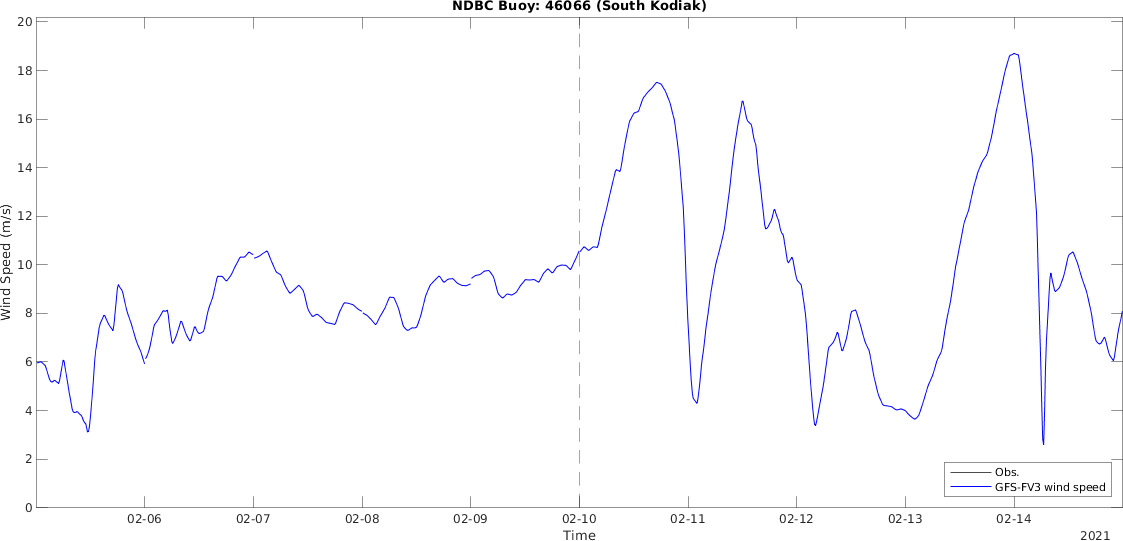 NDBC Buoy: 46066 (South Kodiak)
20
18
16
14
12
10
8
6
4
2
0
Wind Speed (m/s)
Obs.
GFS-FV3 wind speed
02-06 02-07 02-08 02-09 02-10 02-11 02-12 02-13 02-14
Time
2021